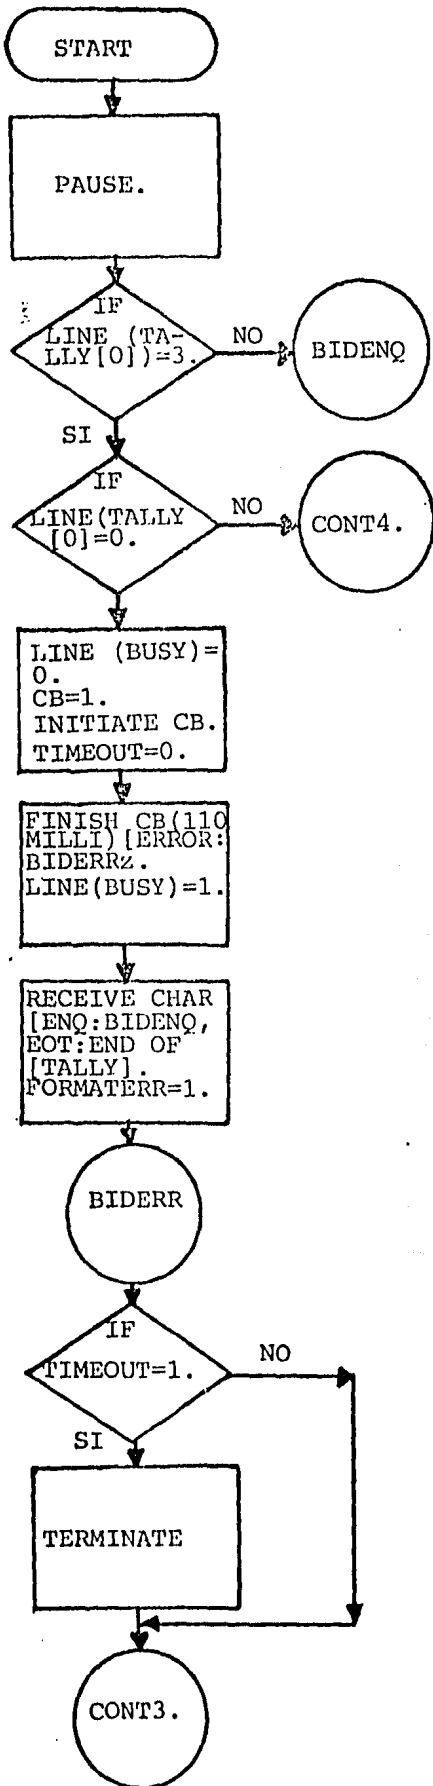 START
PAUSE.
IF
LINE (TA-
LLY[0])=3.
NO
BIDENQ
SI
IF
LINE(TALLY
[0]=0.
NO
CONT4.
LINE (BUSY)=
0.
CB=1.
INITIATE CB.
TIMEOUT=0.
FINISH CB(110
MILLI)[ERROR:
BIDERRz.
LINE(BUSY)=1.
RECEIVE CHAR
[ENQ:BIDENQ,
EOT:END OF
[TALLY].
FORMATERR=1.
BIDERR
IF
TIMEOUT=1.
NO
SI
TERMINATE
CONT3.